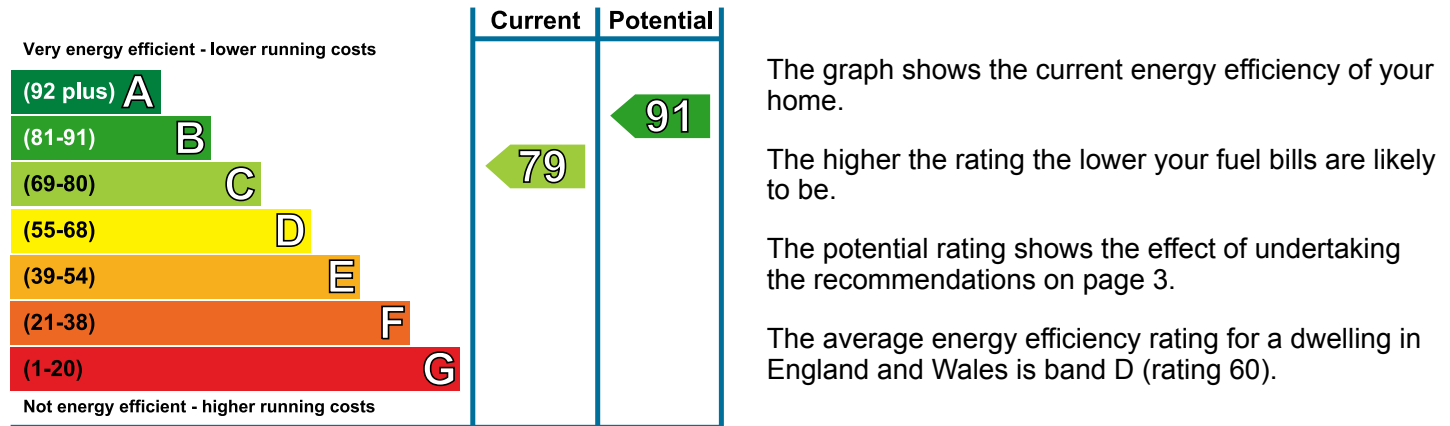 Current Potential
Very energy efficient - lower running costs
(92 plus) A
(81-91) B
(69-80) C
(55-68) D
(39-54) E
(21-38) F
(1-20) G
Not energy efficient - higher running costs
79
91
The graph shows the current energy efficiency of your
home.
The higher the rating the lower your fuel bills are likely
to be.
The potential rating shows the effect of undertaking
the recommendations on page 3.
The average energy efficiency rating for a dwelling in
England and Wales is band D (rating 60).